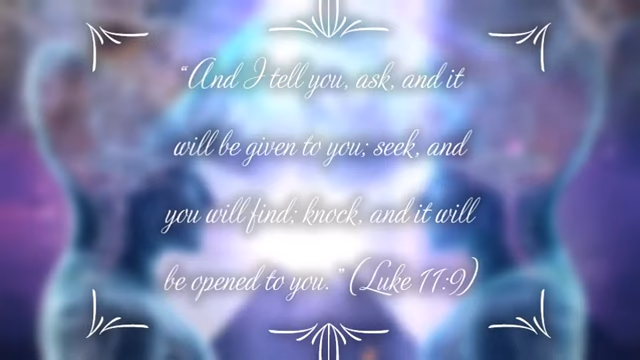 “And I tell you, ask, and it
will be given to you; seek, and
you will find; knock, and it will
be opened to you.” (Luke 11:9)